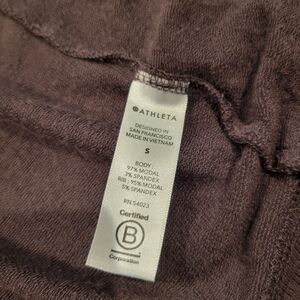 ATHLETA
DESIGNED IN
SAN FRANCISCO
MADE IN VIETNAM
S
BODY:
97% MODAL
3% SPANDEX
RIB: 95% MODAL
5% SPANDEX
RN 54023
Certified
B
Corporation